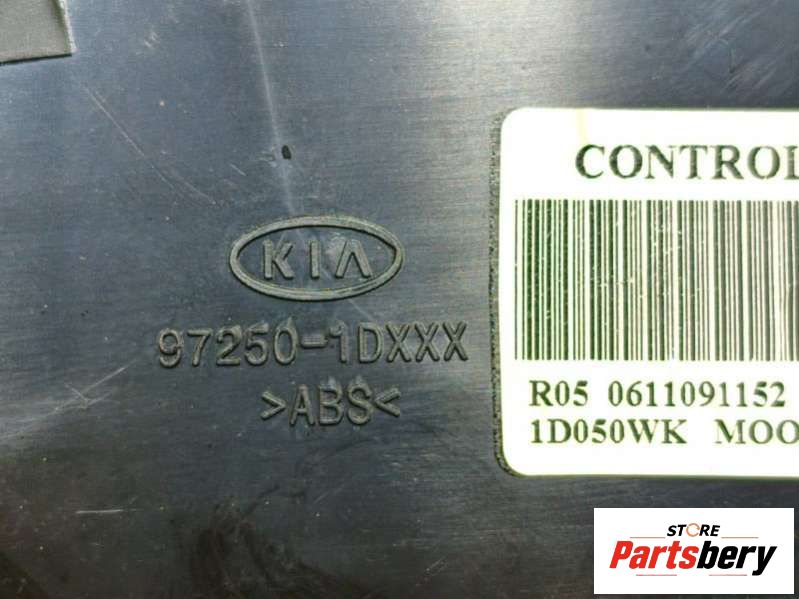 KIA
97250-1DXXX
>ABS<
CONTROL
R05 0611091152
1D050WK MOO
STORE
Partsbery